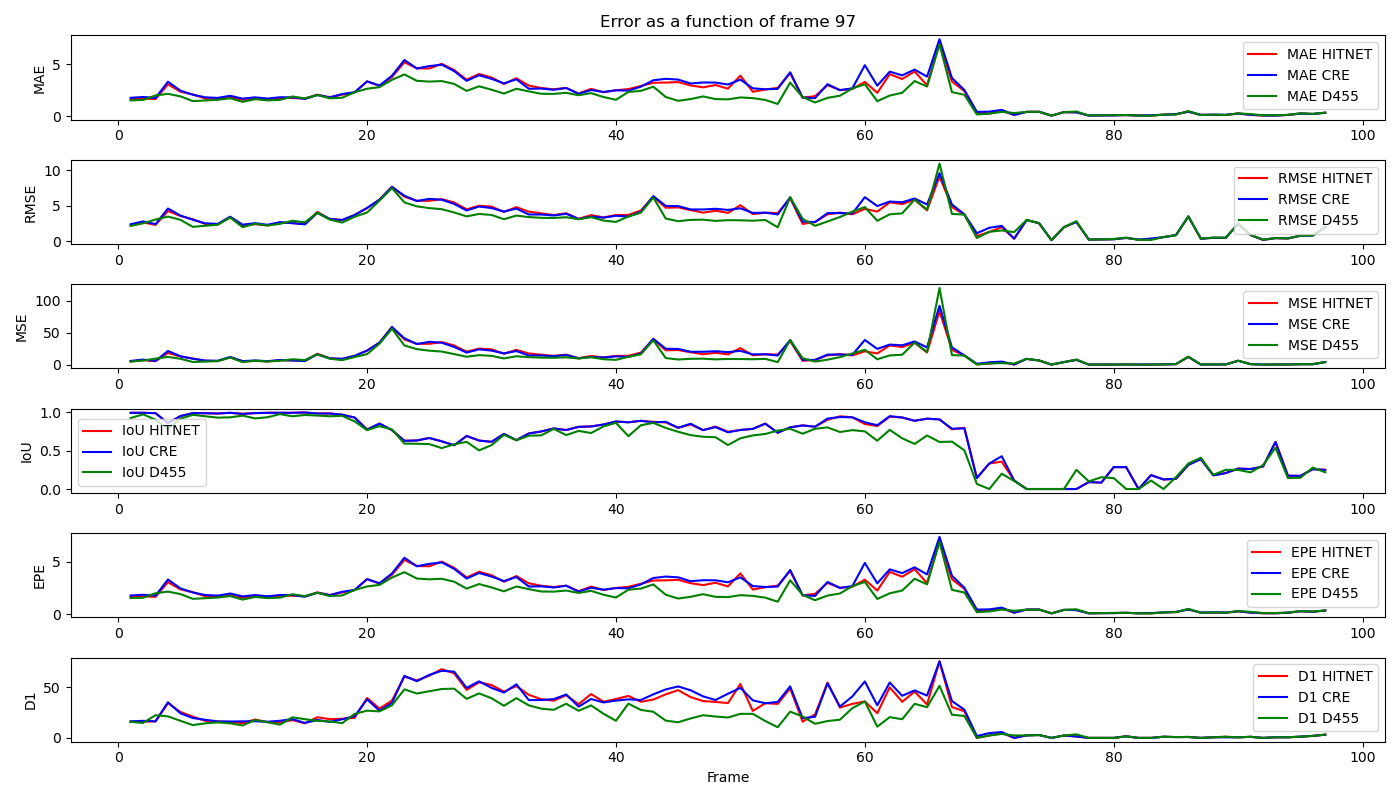 Error as a function of frame 97
MAE
5
0
MAE HITNET
MAE CRE
MAE D455
0 20 40 60 80 100
RMSE
10
5
0
RMSE HITNET
RMSE CRE
RMSE D455
0 20 40 60 80 100
MSE
100
50
0
MSE HITNET
MSE CRE
MSE D455
0 20 40 60 80 100
IoU
1.0
0.5
0.0
IoU HITNET
IoU CRE
IoU D455
0 20 40 60 80 100
EPE
5
0
EPE HITNET
EPE CRE
EPE D455
0 20 40 60 80 100
D1
50
0
D1 HITNET
D1 CRE
D1 D455
0 20 40 60 80 100
Frame